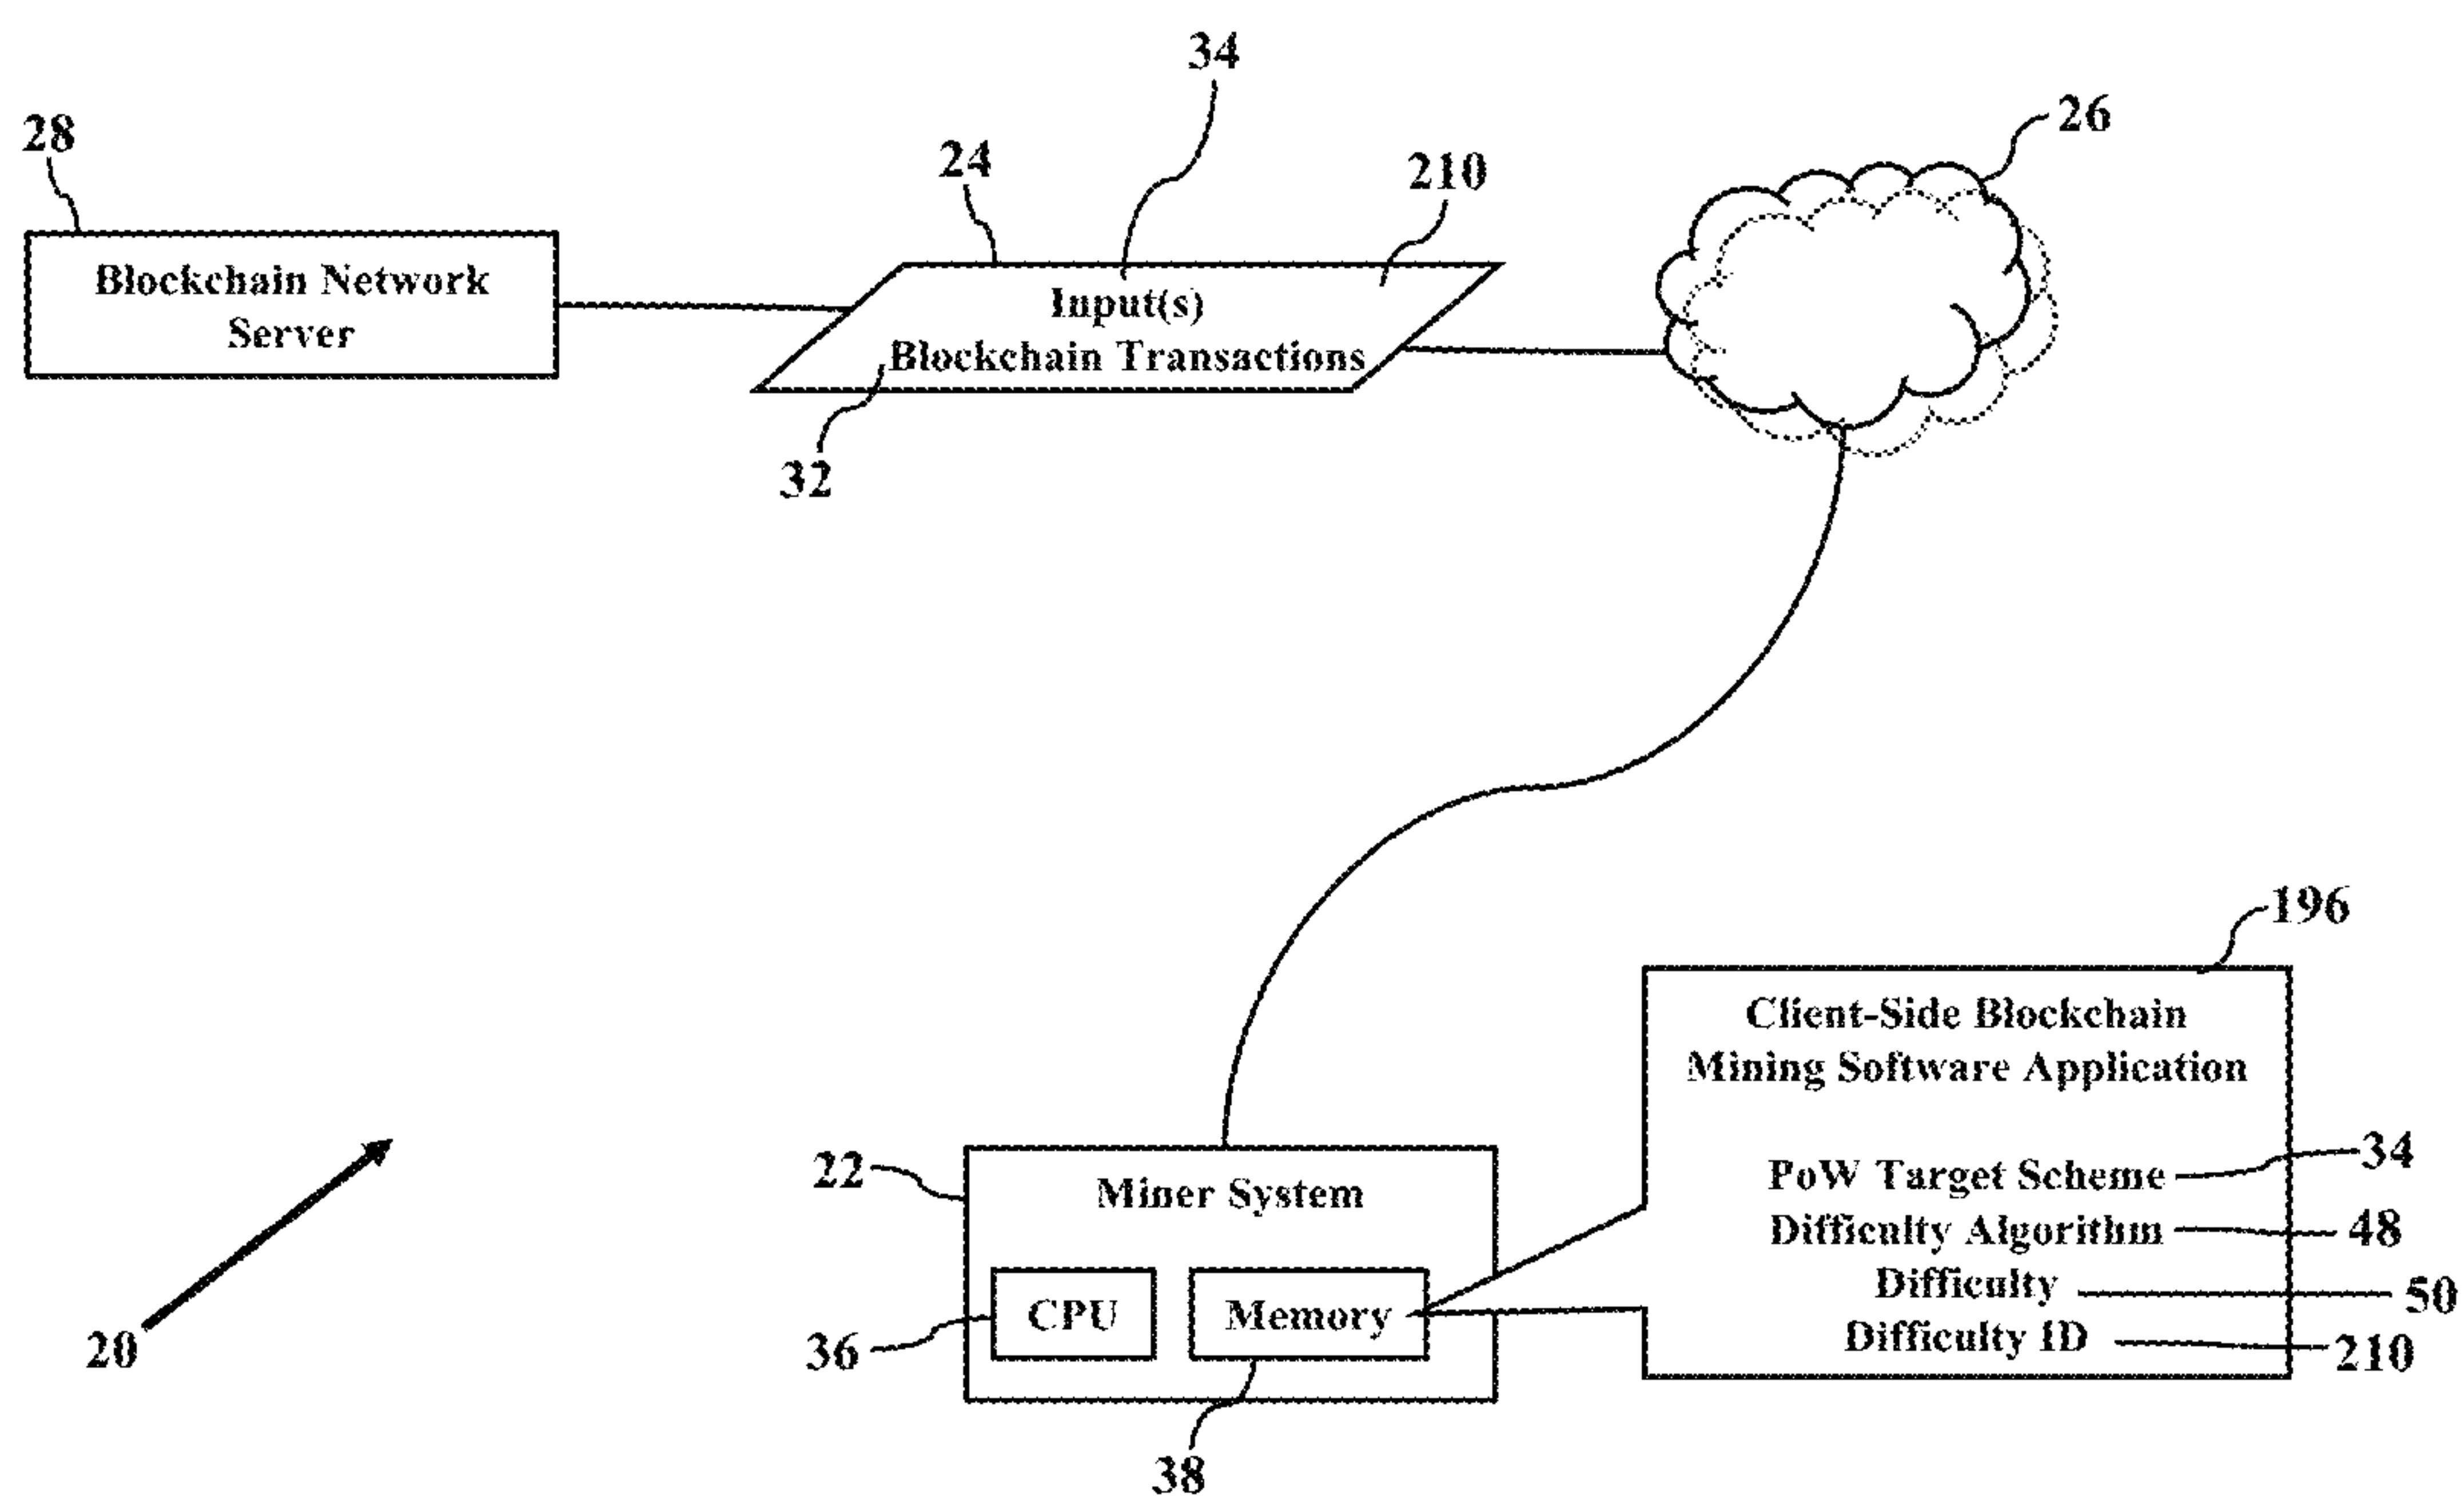 34
26
28
24
210
Blockchain Network
Server
Input(s)
Blockchain Transactions
32
196
Client-Side Blockchain
Mining Software Application
22
Miner System
PoW Target Scheme
34
Difficulty Algorithm
48
Difficulty
50
Difficulty ID
210
CPU
Memory
36
20
38